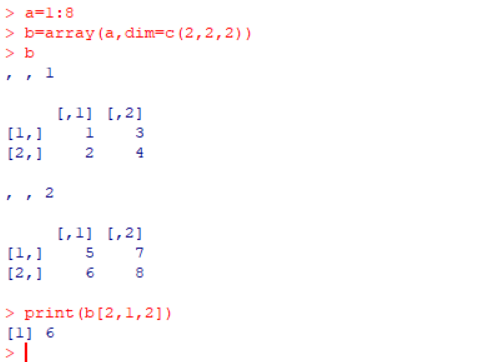 > a=1:8
> b=array(a,dim=c(2,2,2))
> b
, , 1
     [,1] [,2]
[1,]    1    3
[2,]    2    4
, , 2
     [,1] [,2]
[1,]    5    7
[2,]    6    8
> print(b[2,1,2])
[1] 6
>